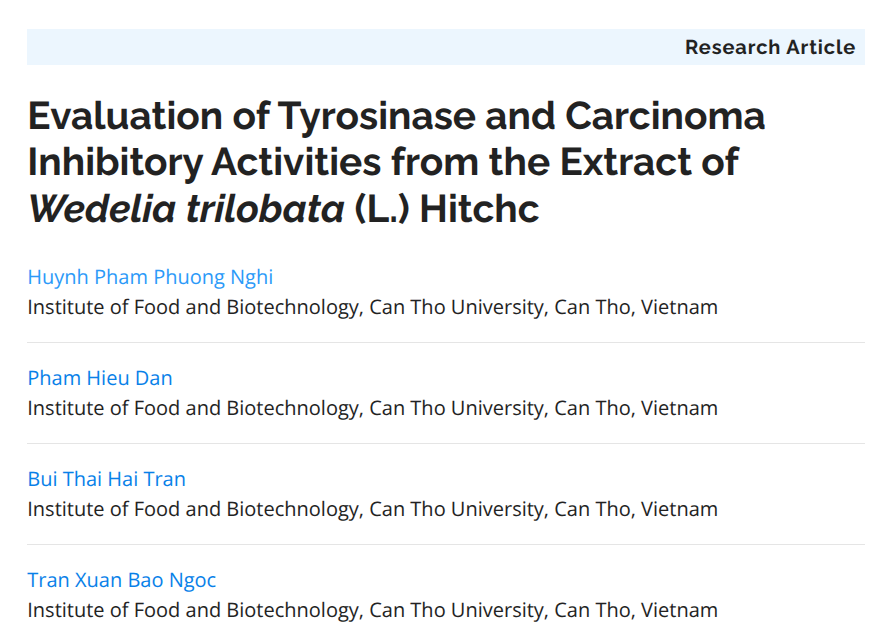 Research Article
Evaluation of Tyrosinase and Carcinoma
Inhibitory Activities from the Extract of
Wedelia trilobata (L.) Hitchc
Huynh Pham Phuong Nghi
Institute of Food and Biotechnology, Can Tho University, Can Tho, Vietnam
Pham Hieu Dan
Institute of Food and Biotechnology, Can Tho University, Can Tho, Vietnam
Bui Thai Hai Tran
Institute of Food and Biotechnology, Can Tho University, Can Tho, Vietnam
Tran Xuan Bao Ngoc
Institute of Food and Biotechnology, Can Tho University, Can Tho, Vietnam